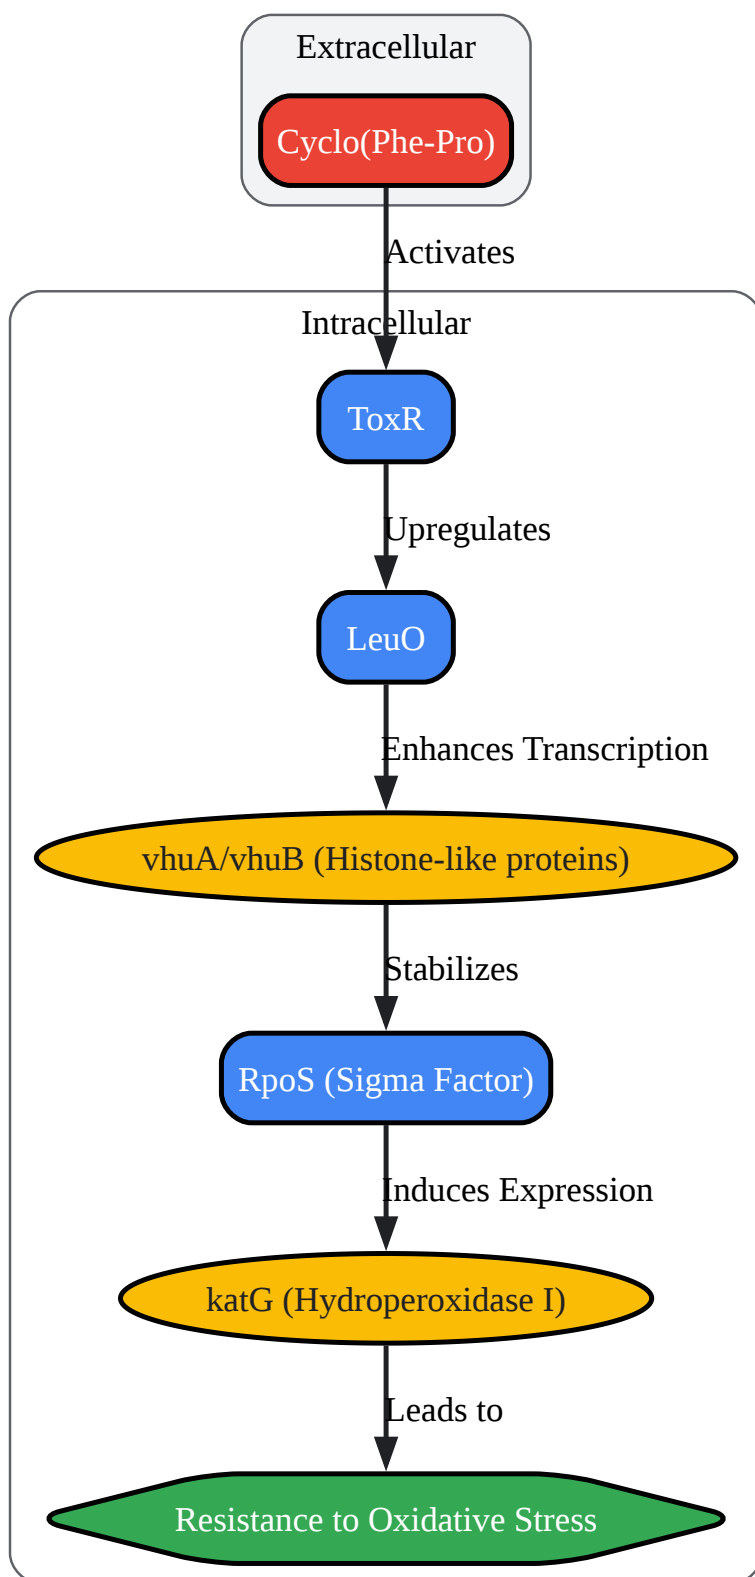 Extracellular
Cyclo(Phe-Pro)
Activates
Intracellular
ToxR
Upregulates
LeuO
Enhances Transcription
vhuA/vhuB (Histone-like proteins)
Stabilizes
RpoS (Sigma Factor)
Induces Expression
katG (Hydroperoxidase I)
Leads to
Resistance to Oxidative Stress